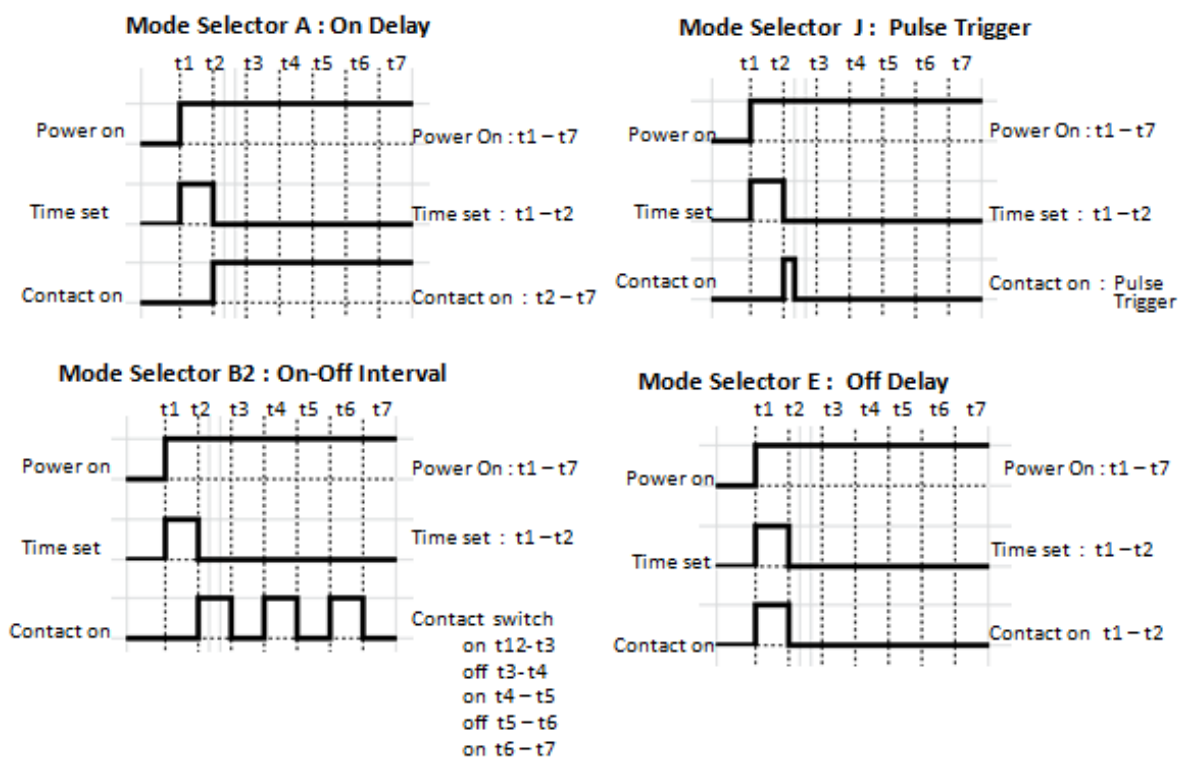 Mode Selector A : On Delay
t1 t2 t3 t4 t5 t6 t7
Power on
Power On : t1 – t7
Time set
Time set : t1 – t2
Contact on
Contact on : t2 – t7
Mode Selector J : Pulse Trigger
t1 t2 t3 t4 t5 t6 t7
Power on
Power On : t1 – t7
Time set
Time set : t1 – t2
Contact on
Contact on : Pulse
Trigger
Mode Selector B2 : On-Off Interval
t1 t2 t3 t4 t5 t6 t7
Power on
Power On : t1 – t7
Time set
Time set : t1 – t2
Contact on
Contact switch
on t12-t3
off t3-t4
on t4 – t5
off t5 – t6
on t6 – t7
Mode Selector E : Off Delay
t1 t2 t3 t4 t5 t6 t7
Power on
Power On : t1 – t7
Time set
Time set : t1 – t2
Contact on
Contact on t1 – t2